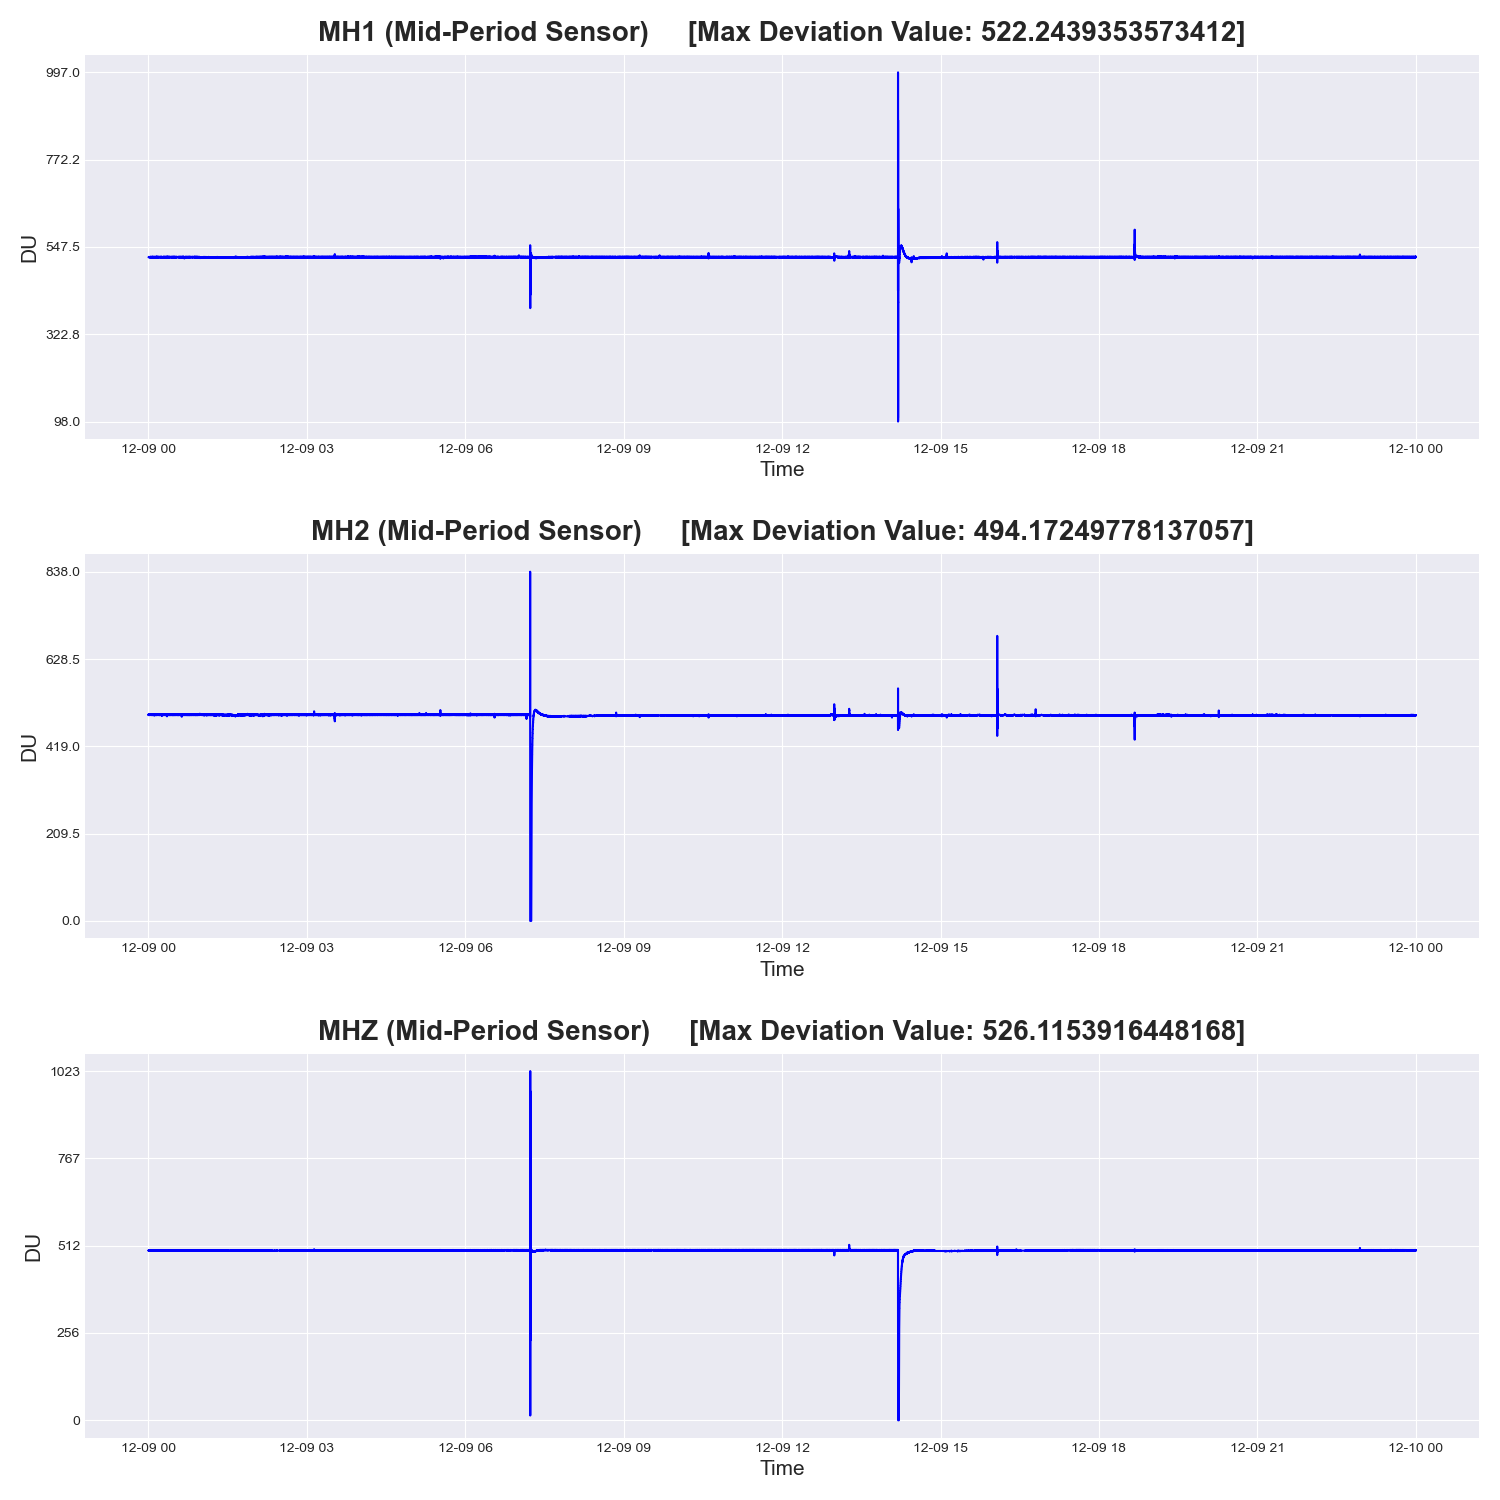 MH1 (Mid-Period Sensor) [Max Deviation Value: 522.2439353573412]
997.0
772.2
547.5
322.8
98.0
DU
12-09 00 12-09 03 12-09 06 12-09 09 12-09 12 12-09 15 12-09 18 12-09 21 12-10 00
Time
MH2 (Mid-Period Sensor) [Max Deviation Value: 494.17249778137057]
838.0
628.5
419.0
209.5
0.0
DU
12-09 00 12-09 03 12-09 06 12-09 09 12-09 12 12-09 15 12-09 18 12-09 21 12-10 00
Time
MHZ (Mid-Period Sensor) [Max Deviation Value: 526.1153916448168]
1023
767
512
256
0
DU
12-09 00 12-09 03 12-09 06 12-09 09 12-09 12 12-09 15 12-09 18 12-09 21 12-10 00
Time